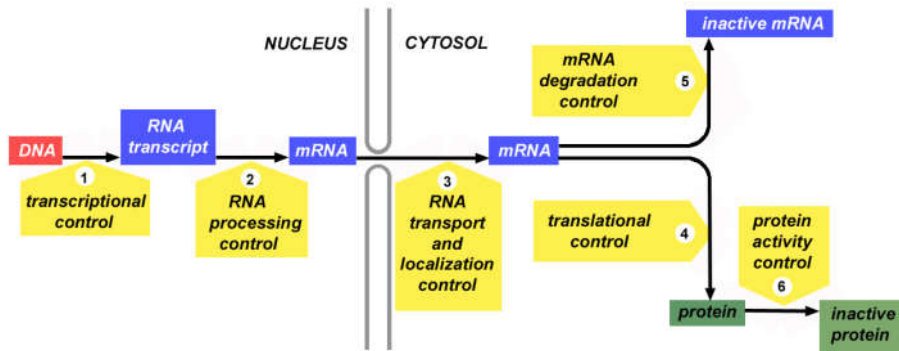 NUCLEUS
CYTOSOL
inactive mRNA
mRNA
degradation
control
5
RNA
transcript
DNA
mRNA
mRNA
1
transcriptional
control
2
RNA
processing
control
3
RNA
transport
and
localization
control
translational
control
4
protein
activity
control
6
protein
inactive
protein